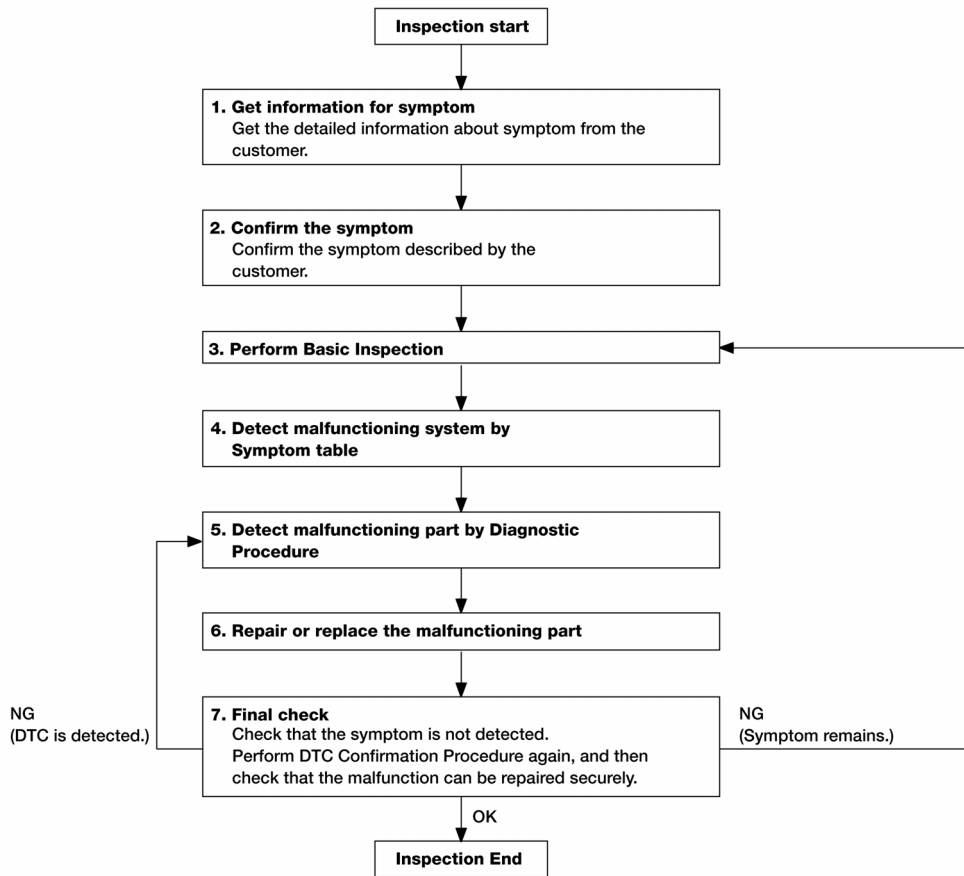 Inspection start
1. Get information for symptom
Get the detailed information about symptom from the
customer.
2. Confirm the symptom
Confirm the symptom described by the
customer.
3. Perform Basic Inspection
4. Detect malfunctioning system by
Symptom table
5. Detect malfunctioning part by Diagnostic
Procedure
6. Repair or replace the malfunctioning part
NG
(DTC is detected.)
7. Final check
Check that the symptom is not detected.
Perform DTC Confirmation Procedure again, and then
check that the malfunction can be repaired securely.
NG
(Symptom remains.)
OK
Inspection End